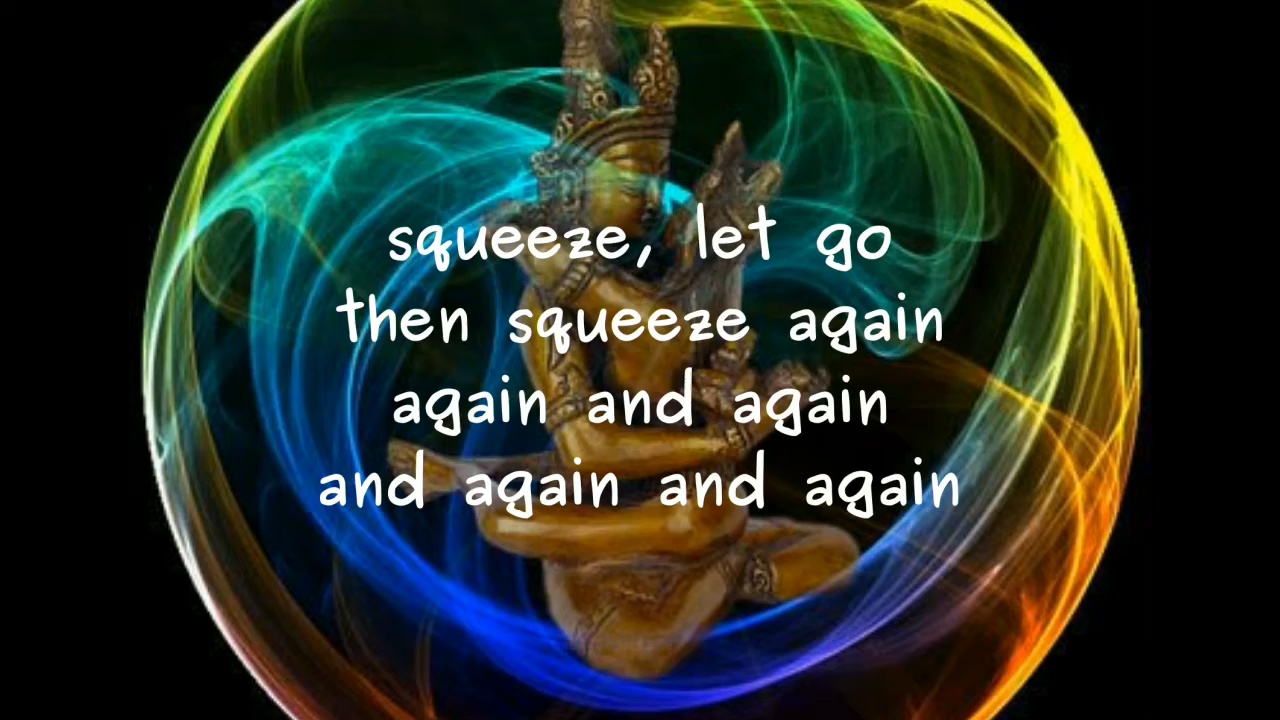 squeeze, let go
then squeeze again
again and again
and again and again